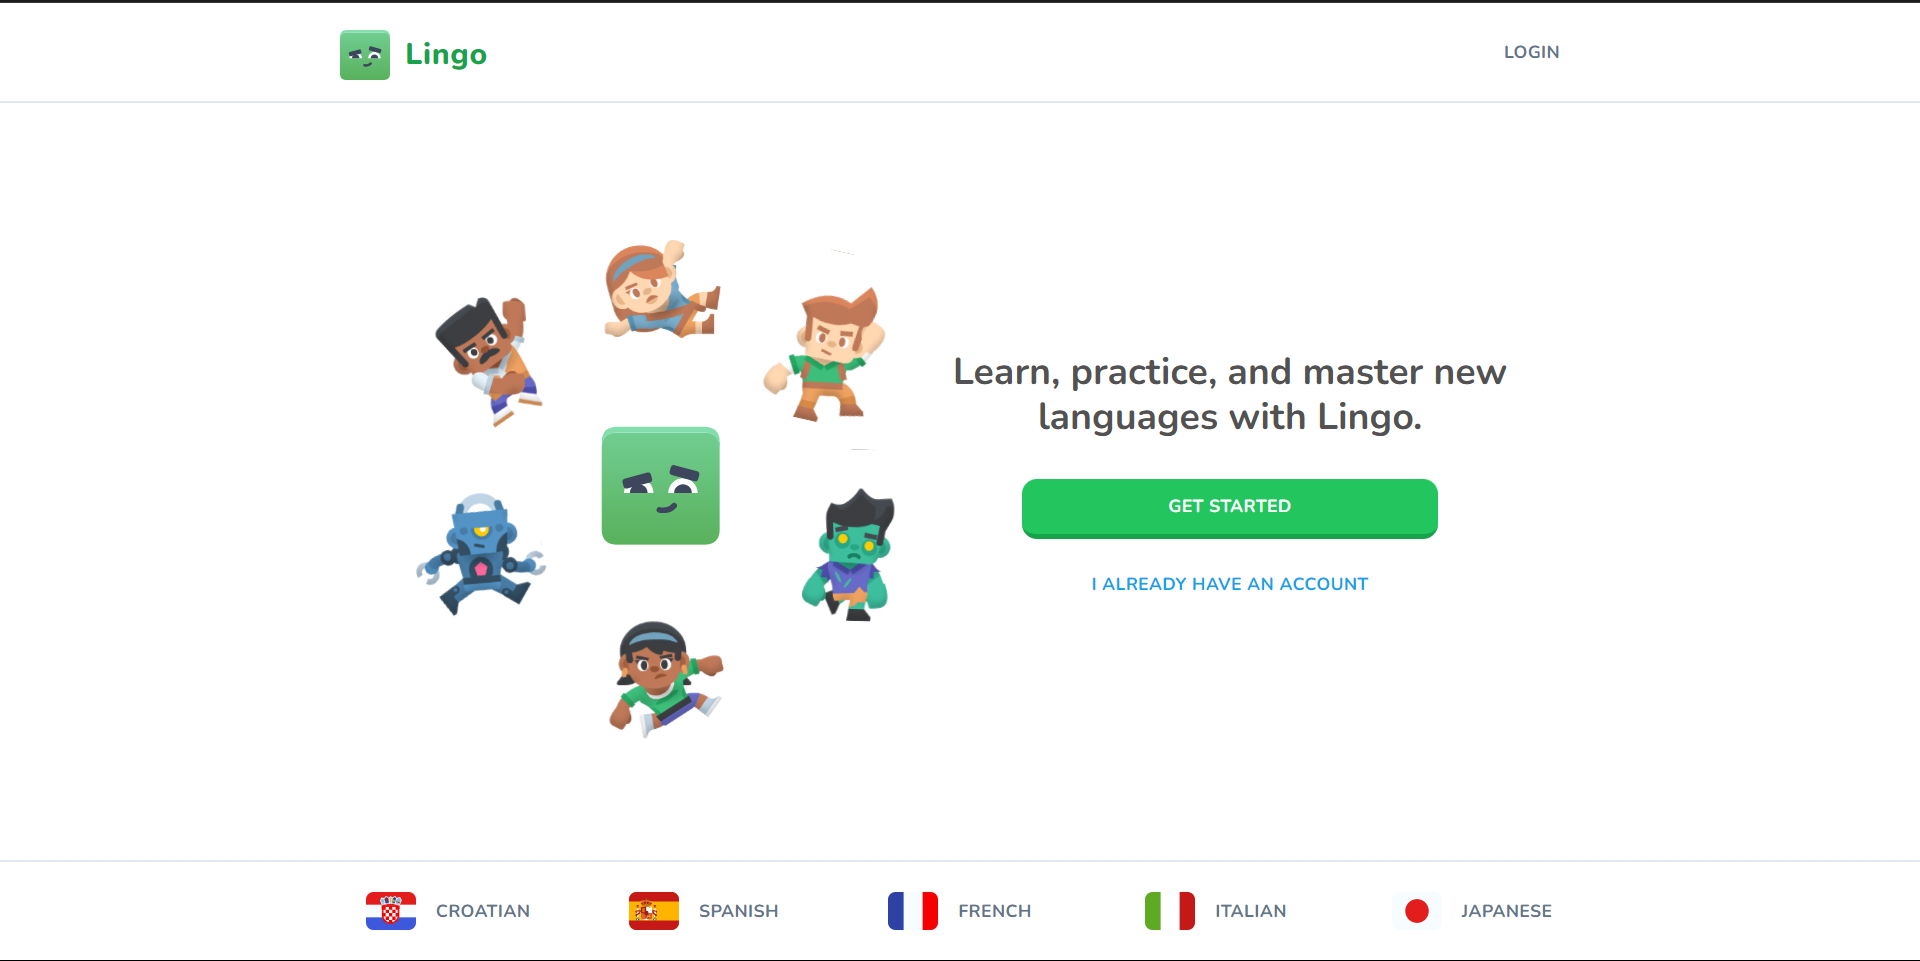 Lingo
LOGIN
Learn, practice, and master new
languages with Lingo.
GET STARTED
I ALREADY HAVE AN ACCOUNT
CROATIAN
SPANISH
FRENCH
ITALIAN
JAPANESE